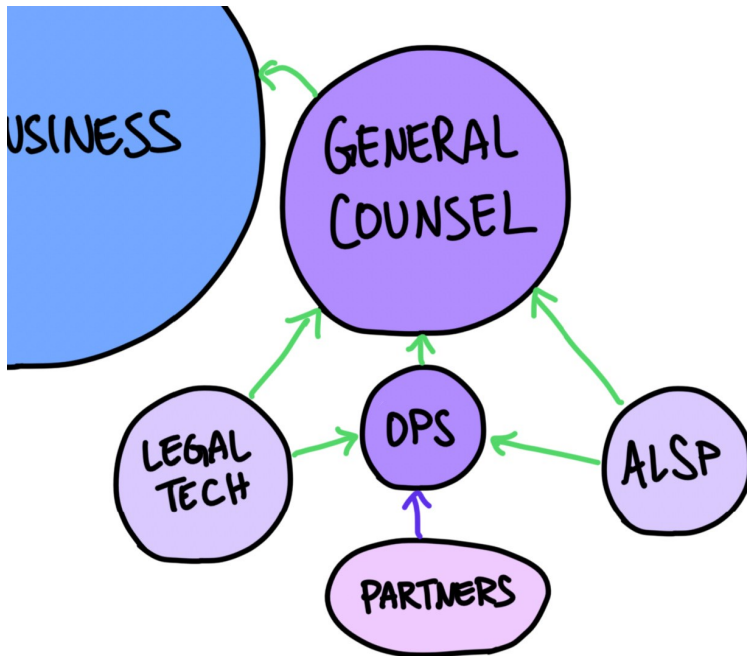 USINESS
GENERAL
COUNSEL
LEGAL
TECH
OPS
ALSP
PARTNERS